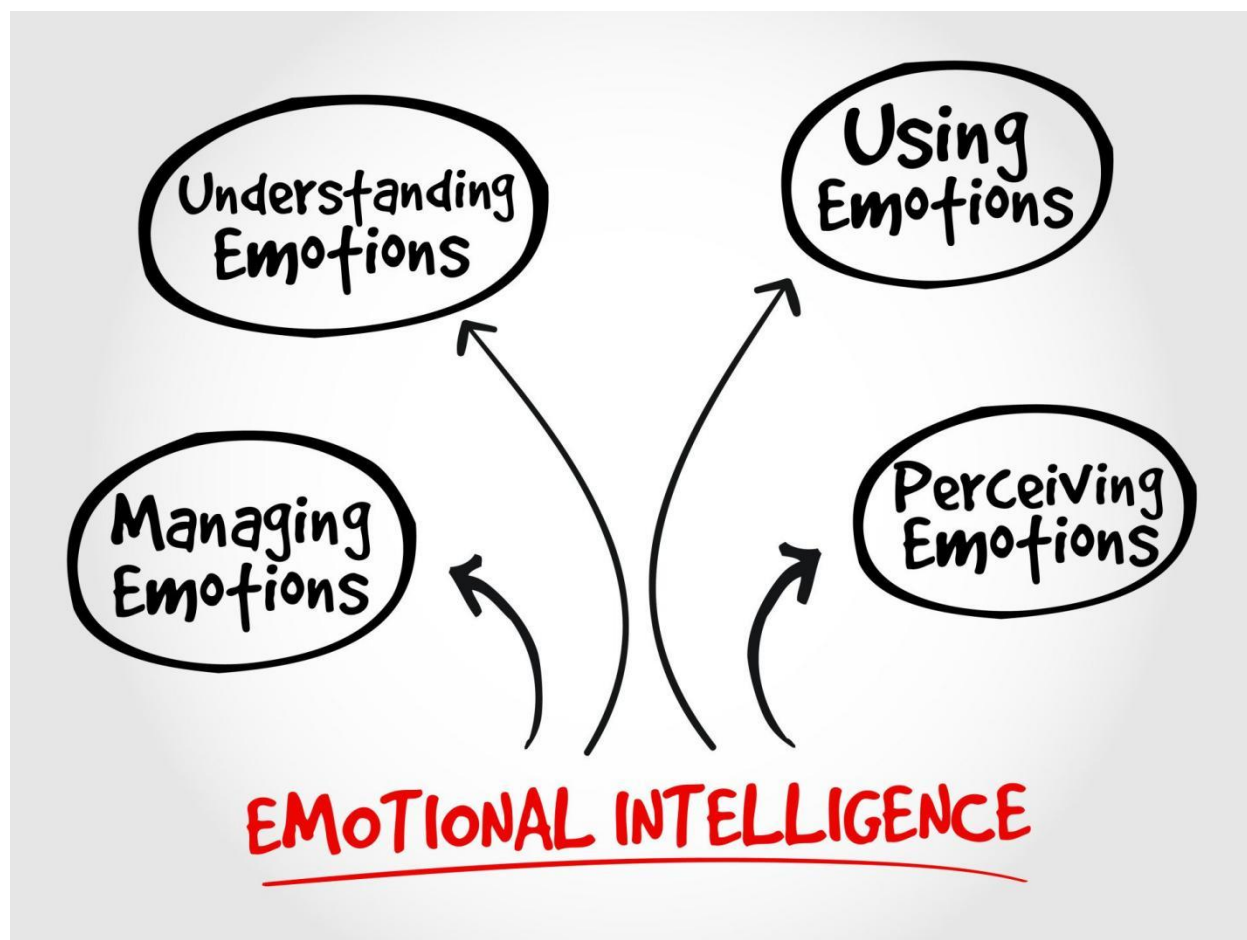 Understanding
Emotions
Using
Emotions
Managing
Emotions
Perceiving
Emotions
EMOTIONAL INTELLIGENCE